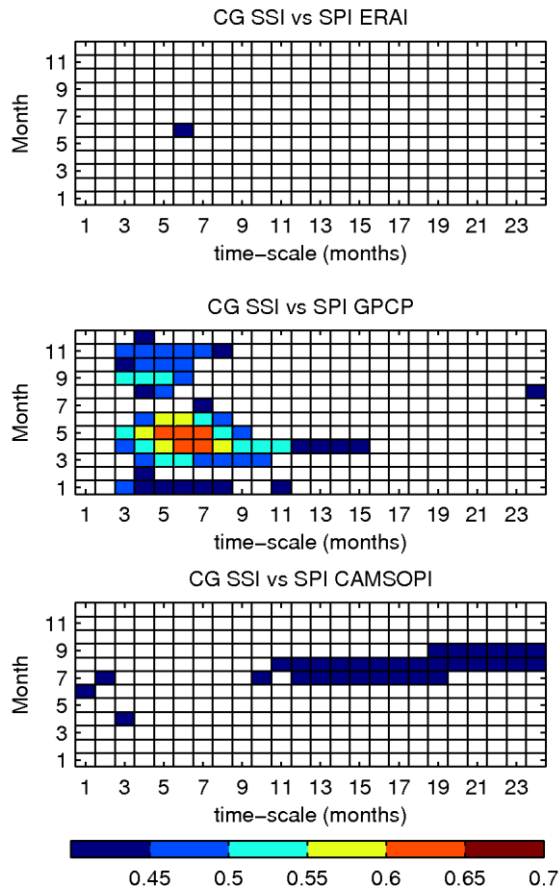 CG SSI vs SPI ERAI
Month
11
9
7
5
3
1
1 3 5 7 9 11 13 15 17 19 21 23
time−scale (months)
CG SSI vs SPI GPCP
Month
11
9
7
5
3
1
1 3 5 7 9 11 13 15 17 19 21 23
time−scale (months)
CG SSI vs SPI CAMSOPI
Month
11
9
7
5
3
1
1 3 5 7 9 11 13 15 17 19 21 23
time−scale (months)
0.45 0.5 0.55 0.6 0.65 0.7